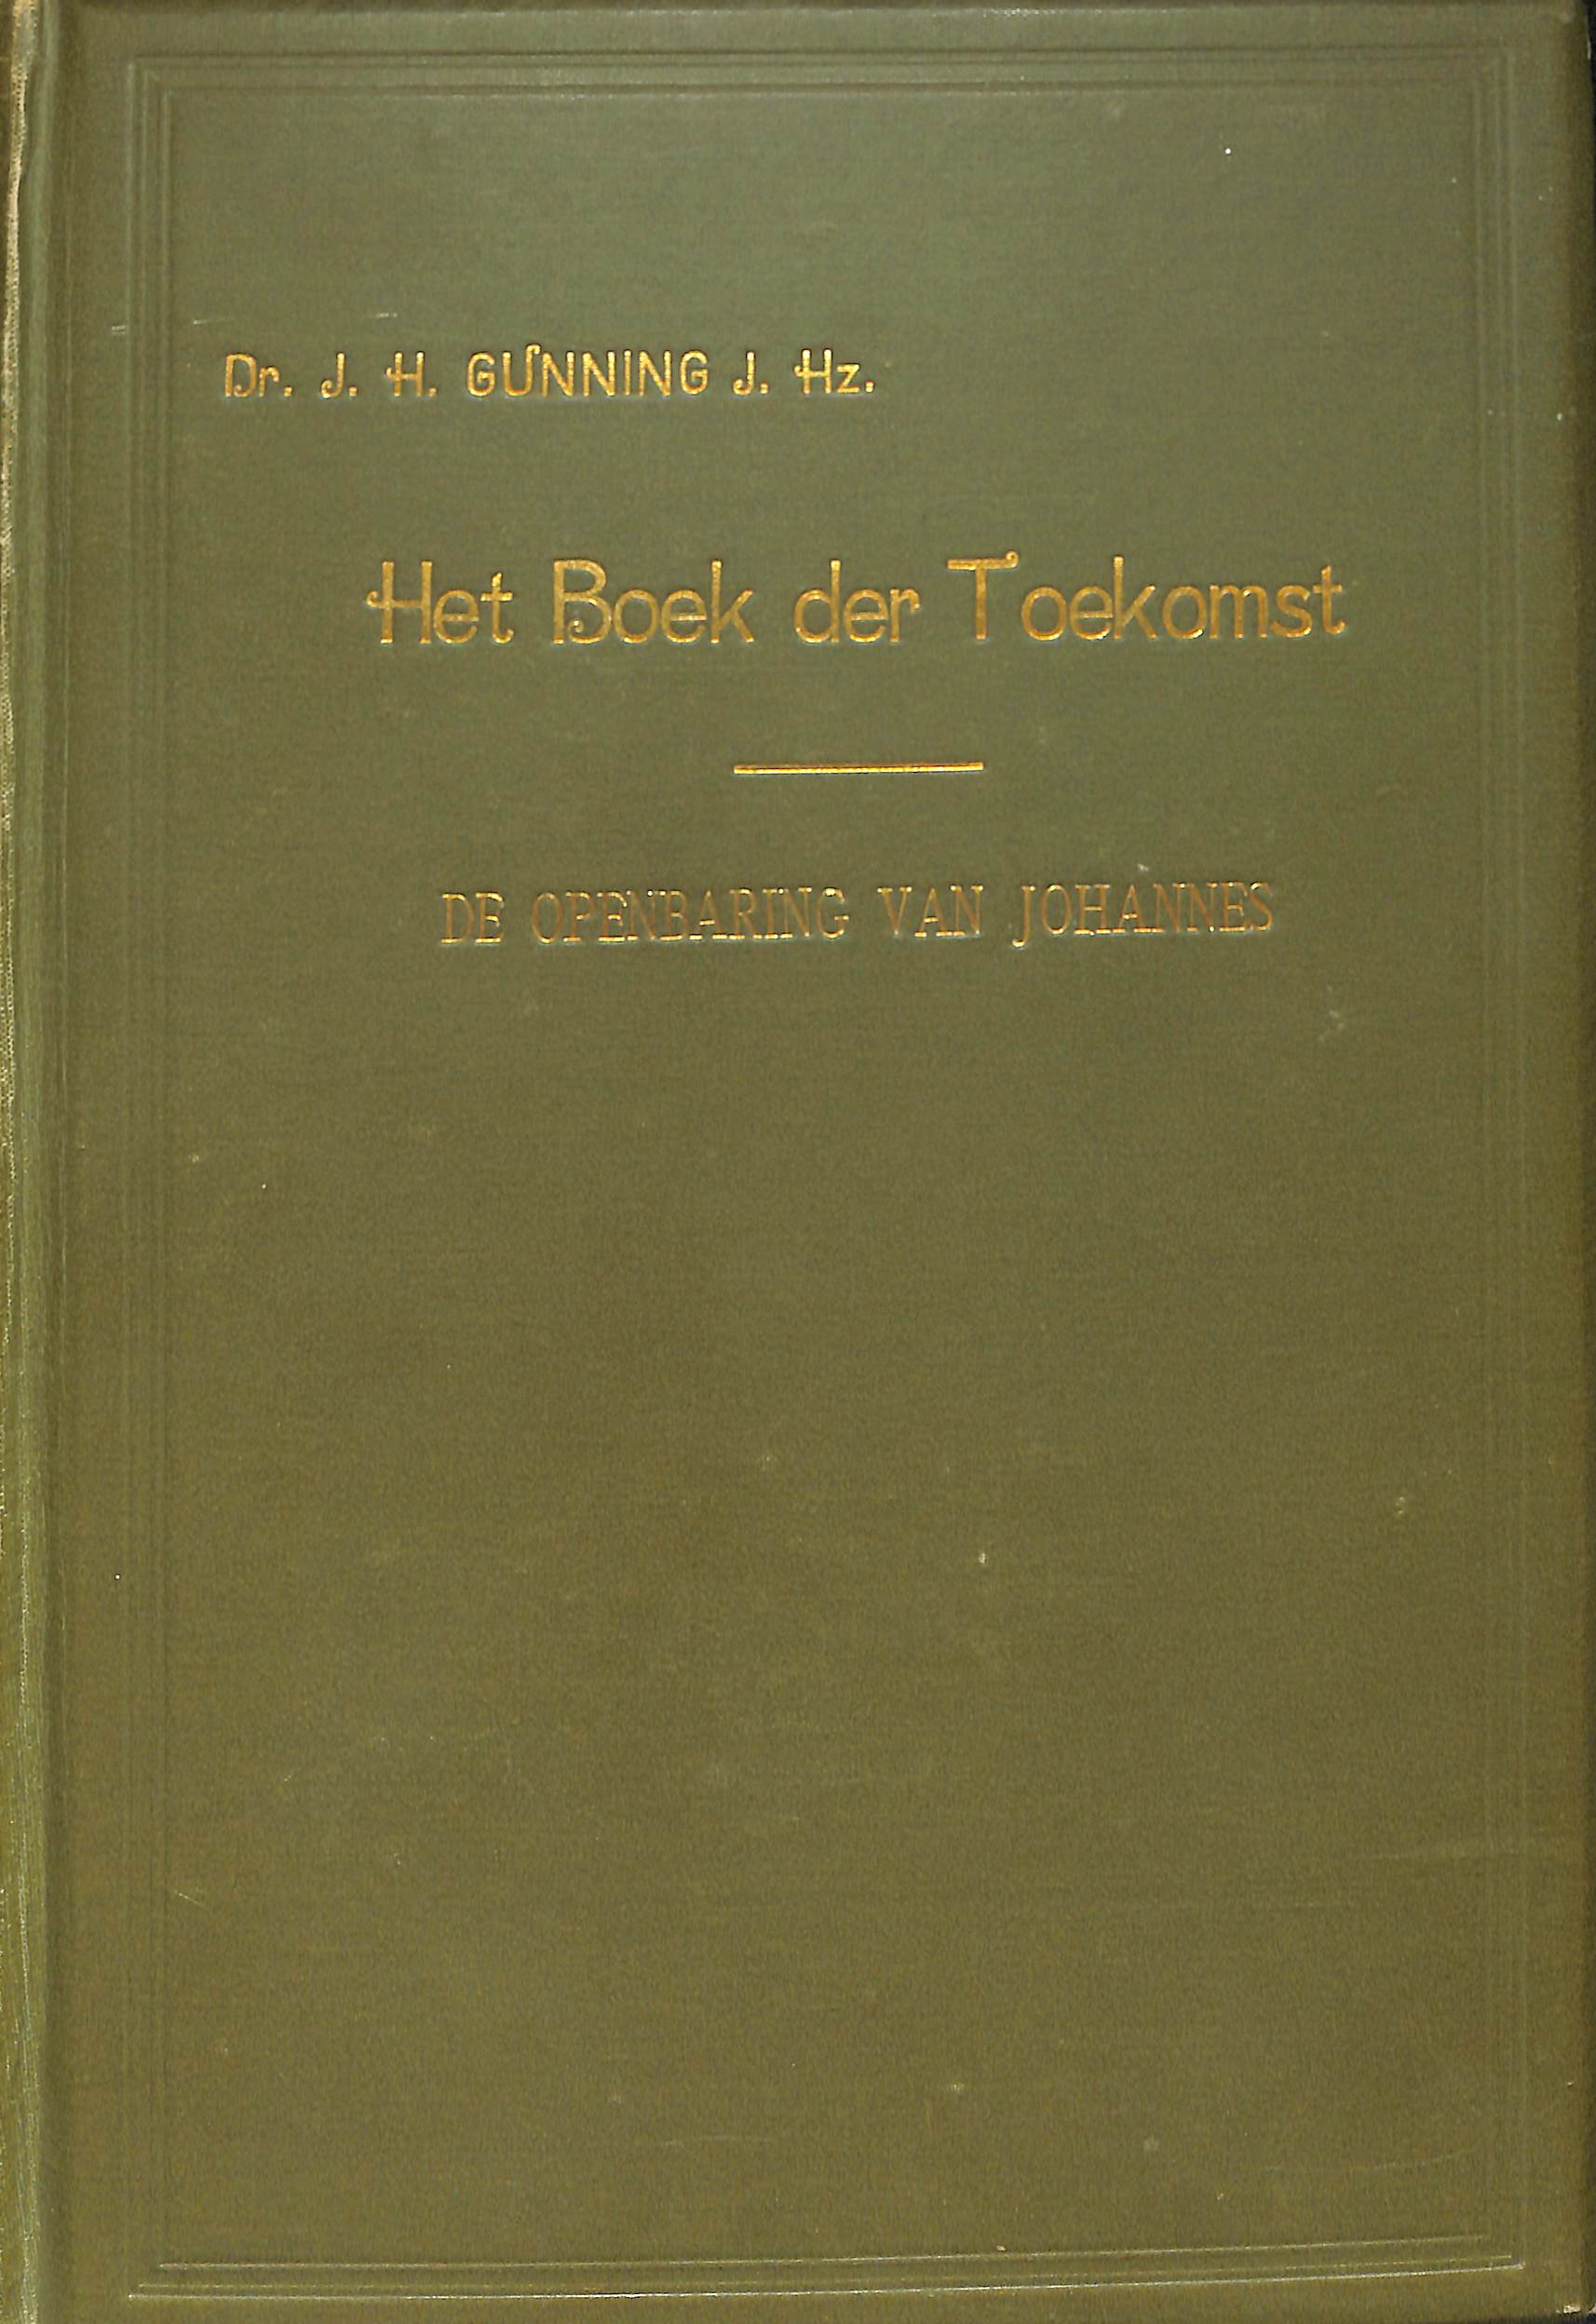 Dr. J. H. GUNNING J. Hz.
Het Boek der Toekomst
DE OPENBARING VAN JOHANNES